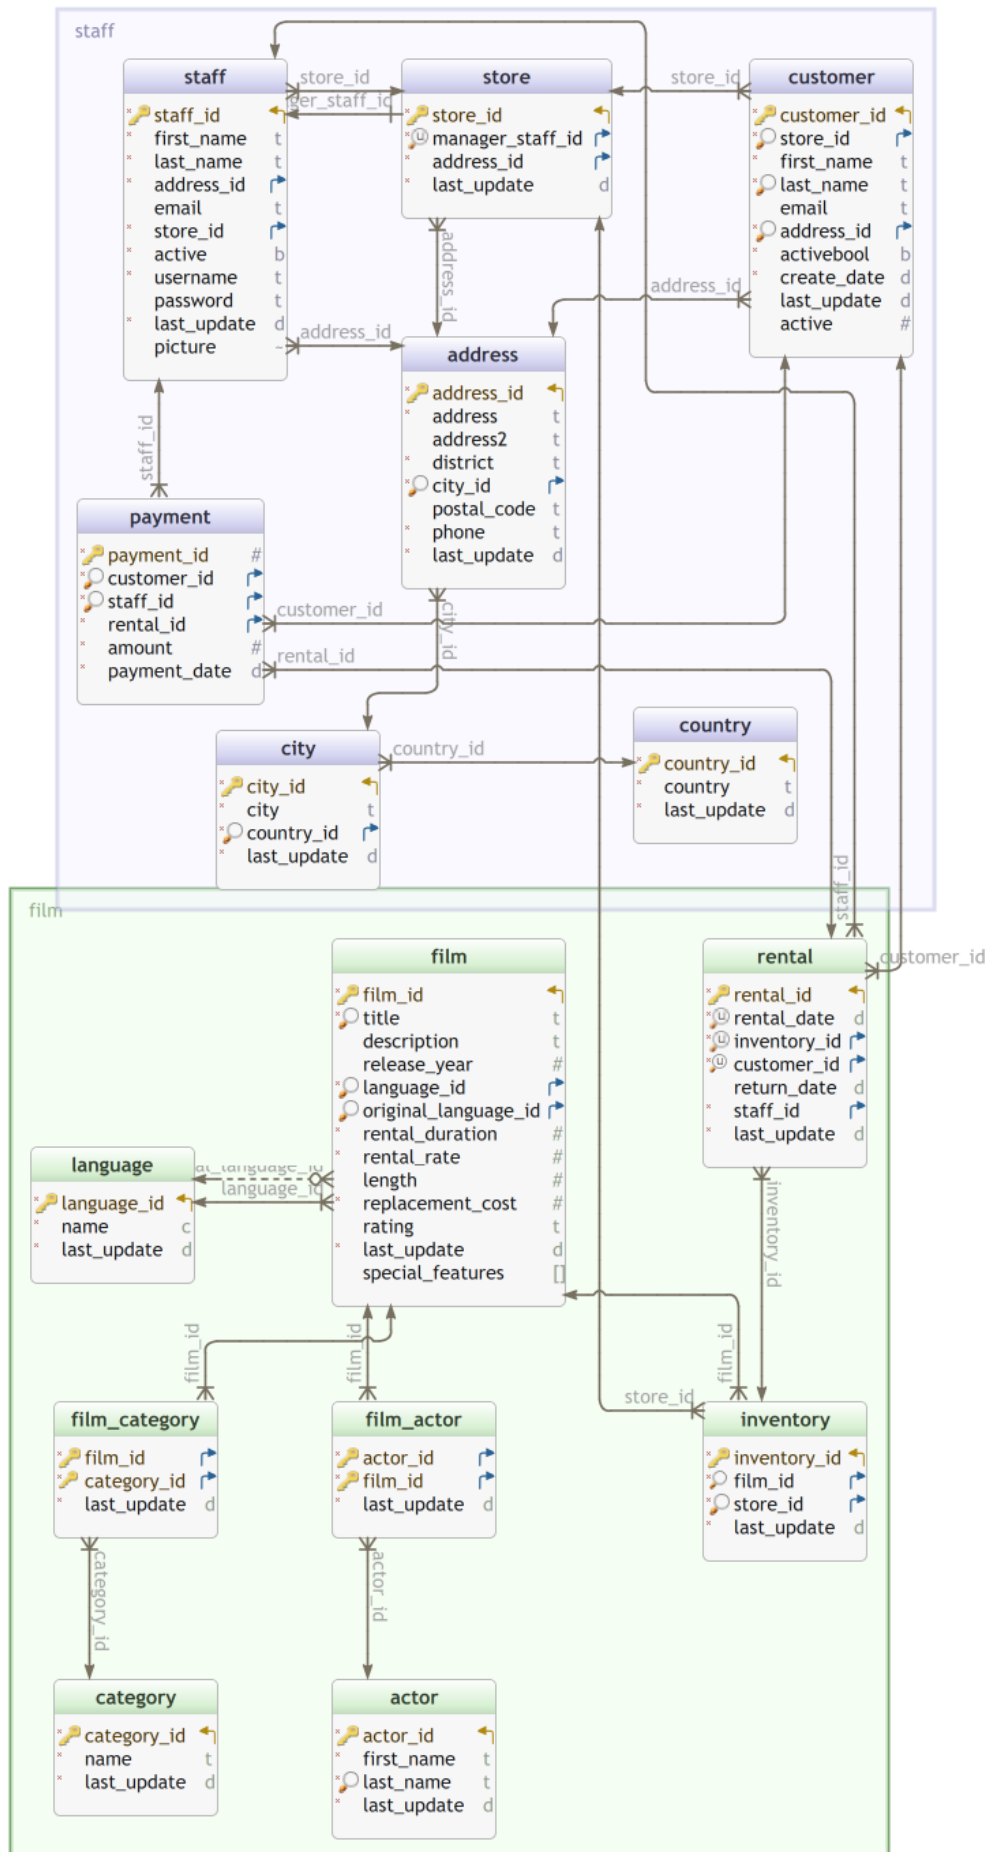 staff
staff
staff_id
first_name t
last_name t
address_id
email t
store_id
active b
username t
password t
last_update d
picture ~
store_id
ger_staff_id
store
store_id
manager_staff_id
address_id
last_update d
store_id
customer
customer_id
store_id
first_name t
last_name t
email t
address_id
activebool b
create_date d
last_update d
active #
address_id
address_id
address_id
address
address_id
address t
address2 t
district t
city_id
postal_code t
phone t
last_update d
staff_id
payment
payment_id #
customer_id
staff_id
rental_id
amount #
payment_date d
customer_id
city_id
rental_id
city
city_id
city t
country_id
last_update d
country_id
country
country_id
country t
last_update d
staff_id
customer_id
film
film
film_id
title t
description t
release_year #
language_id
original_language_id
rental_duration #
rental_rate #
length #
replacement_cost #
rating t
last_update d
special_features []
rental
rental_id
rental_date d
inventory_id
customer_id
return_date d
staff_id
last_update d
language
language_id
name c
last_update d
al_language_id
language_id
inventory_id
film_id
film_id
film_id
store_id
film_category
film_id
category_id
last_update d
film_actor
actor_id
film_id
last_update d
inventory
inventory_id
film_id
store_id
last_update d
category_id
actor_id
category
category_id
name t
last_update d
actor
actor_id
first_name t
last_name t
last_update d